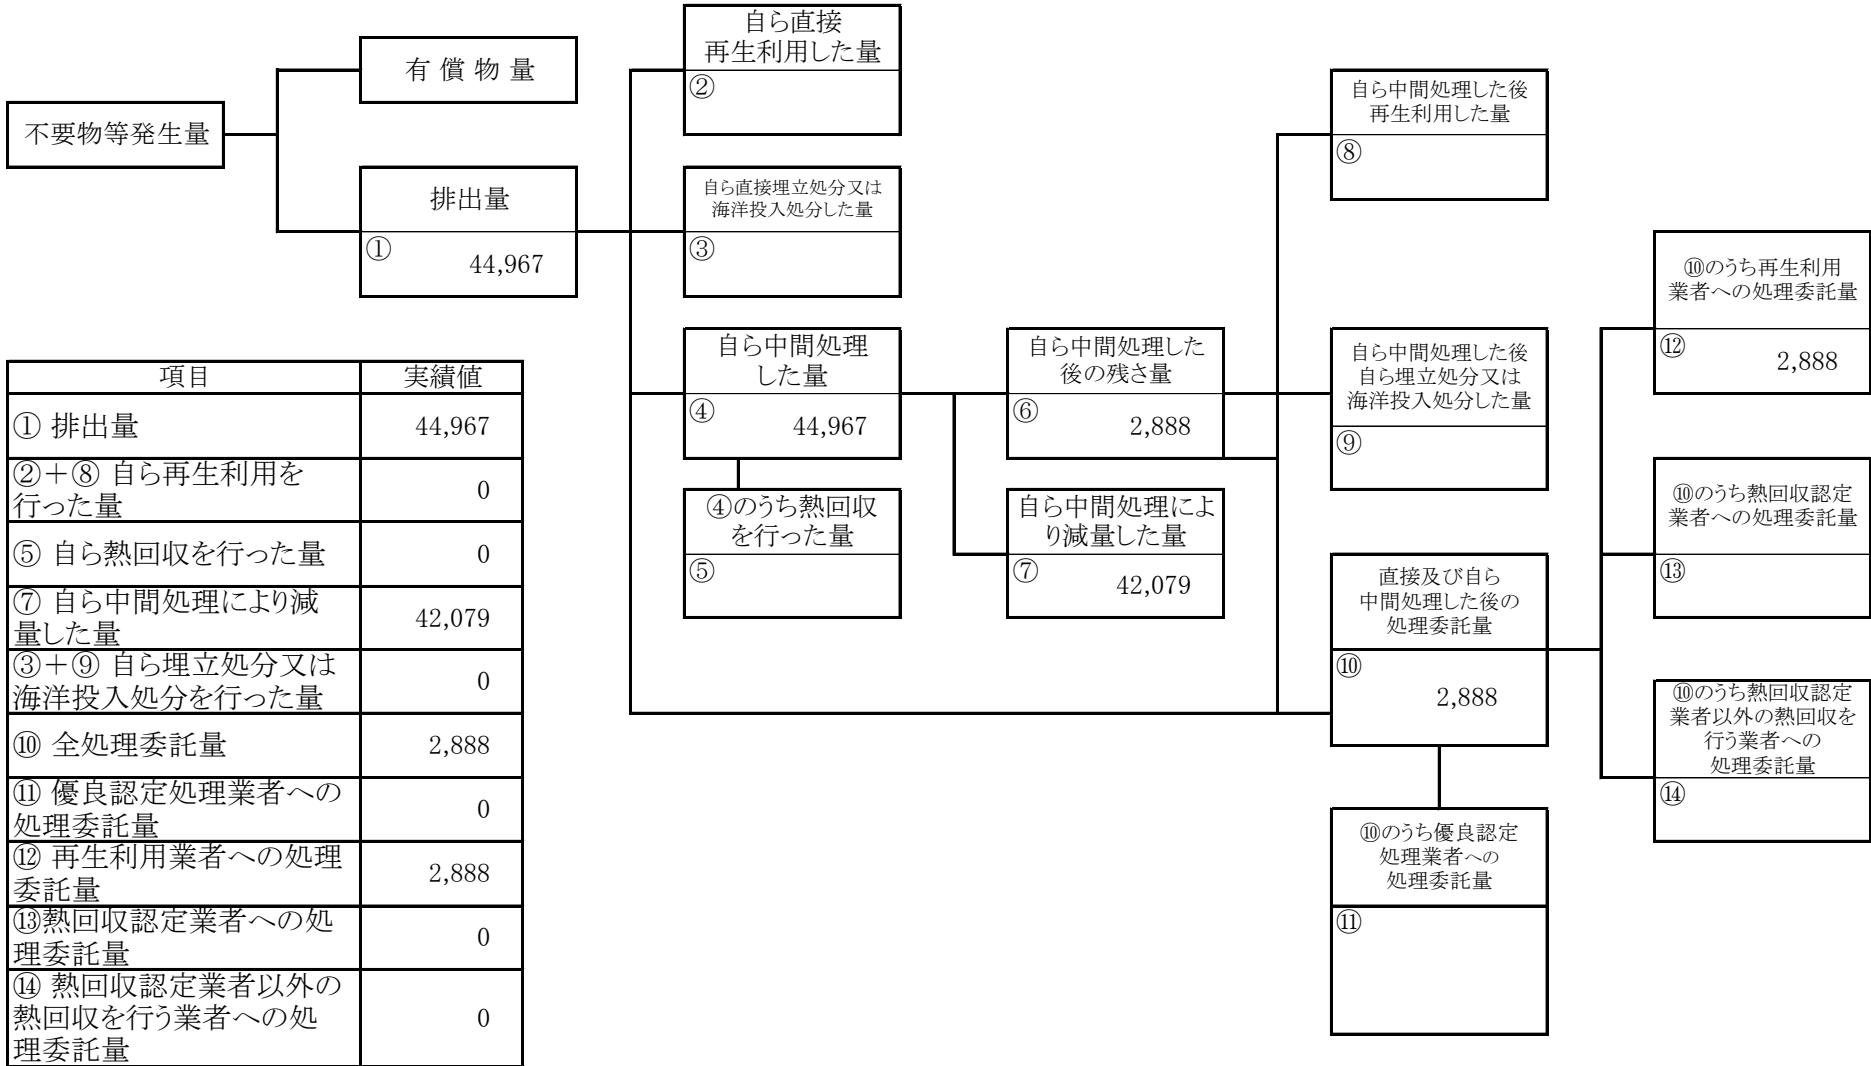 不要物等発生量
有 償 物 量
排出量
①
44,967
自ら直接
再生利用した量
②
自ら直接埋立処分又は
海洋投入処分した量
③
自ら中間処理
した量
④
44,967
④のうち熱回収
を行った量
⑤
自ら中間処理した
後の残さ量
⑥
2,888
自ら中間処理によ
り減量した量
⑦
42,079
自ら中間処理した後
再生利用した量
⑧
自ら中間処理した後
自ら埋立処分又は
海洋投入処分した量
⑨
直接及び自ら
中間処理した後の
処理委託量
⑩
2,888
⑩のうち優良認定
処理業者への
処理委託量
⑪
⑩のうち再生利用
業者への処理委託量
⑫
2,888
⑩のうち熱回収認定
業者への処理委託量
⑬
⑩のうち熱回収認定
業者以外の熱回収を
行う業者への
処理委託量
⑭
項目 実績値
① 排出量 44,967
②＋⑧ 自ら再生利用を
行った量 0
⑤ 自ら熱回収を行った量 0
⑦ 自ら中間処理により減
量した量 42,079
③＋⑨ 自ら埋立処分又は
海洋投入処分を行った量 0
⑩ 全処理委託量 2,888
⑪ 優良認定処理業者への
処理委託量 0
⑫ 再生利用業者への処理
委託量 2,888
⑬熱回収認定業者への処
理委託量 0
⑭ 熱回収認定業者以外の
熱回収を行う業者への処
理委託量 0